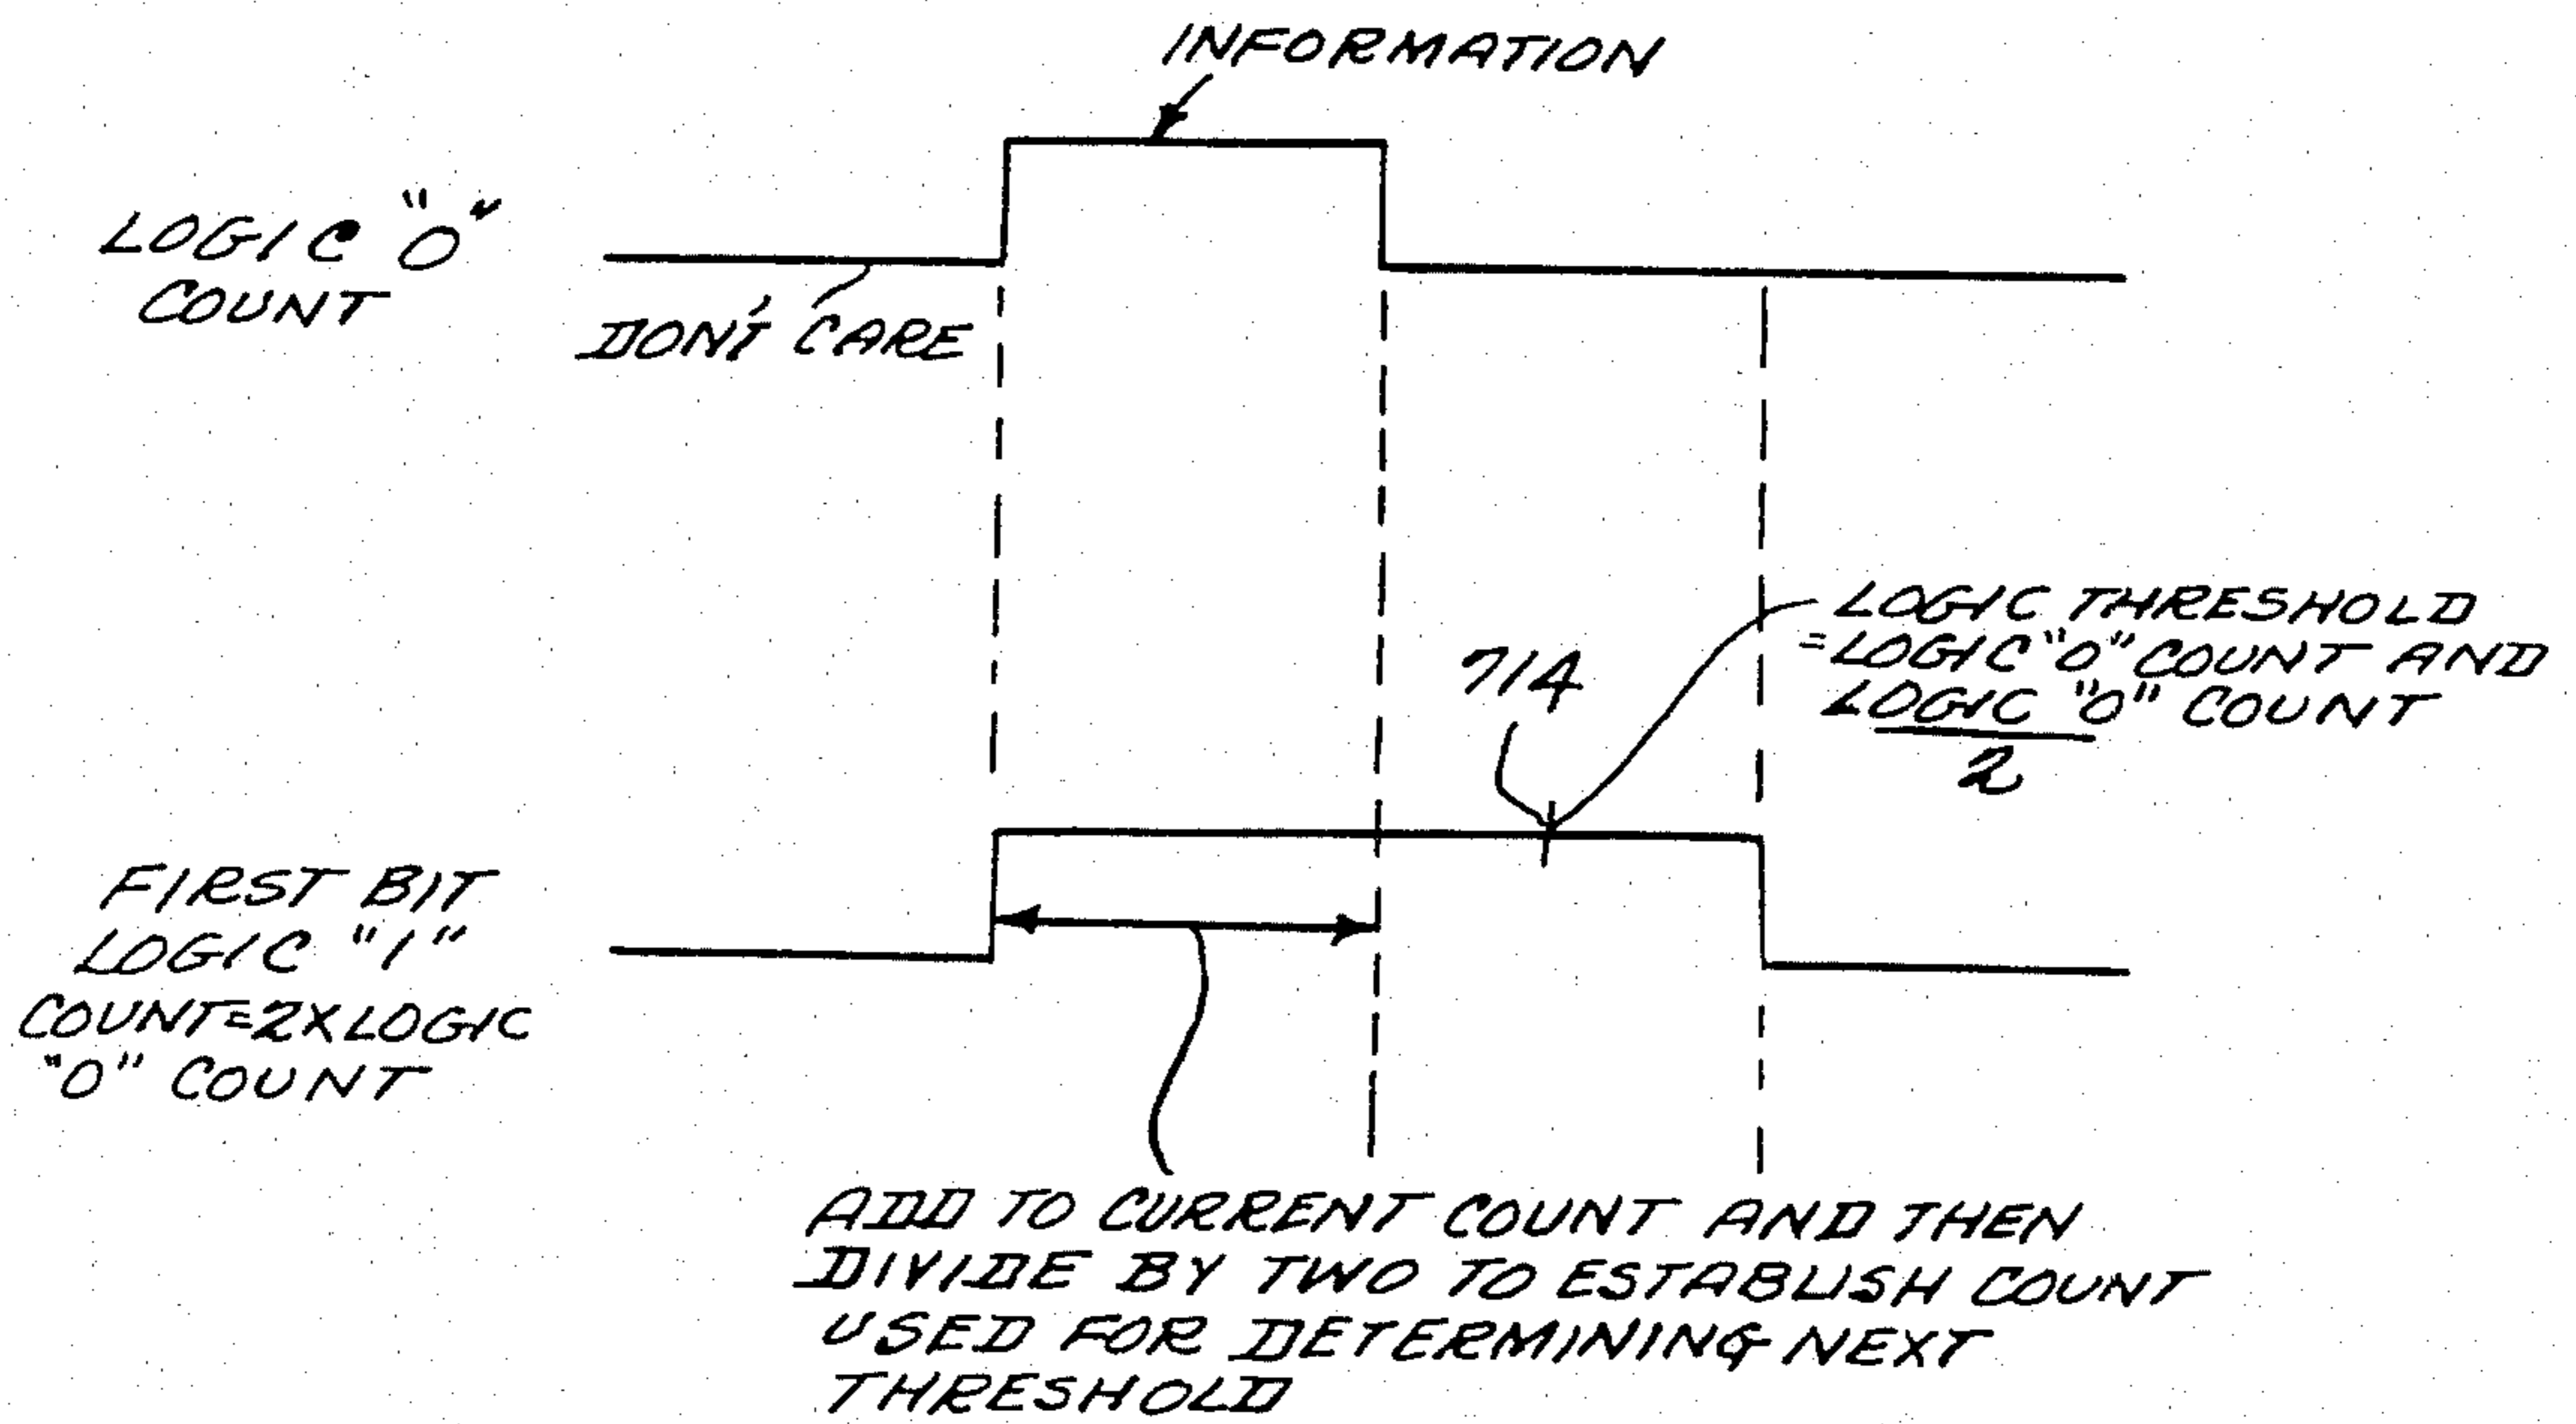 INFORMATION
LOGIC "0"
COUNT
DON'T CARE
LOGIC THRESHOLD
=LOGIC "0" COUNT AND
LOGIC "0" COUNT
2
714
FIRST BIT
LOGIC "1"
COUNT=2XLOGIC
"0" COUNT
ADD TO CURRENT COUNT AND THEN
DIVIDE BY TWO TO ESTABLISH COUNT
USED FOR DETERMINING NEXT
THRESHOLD